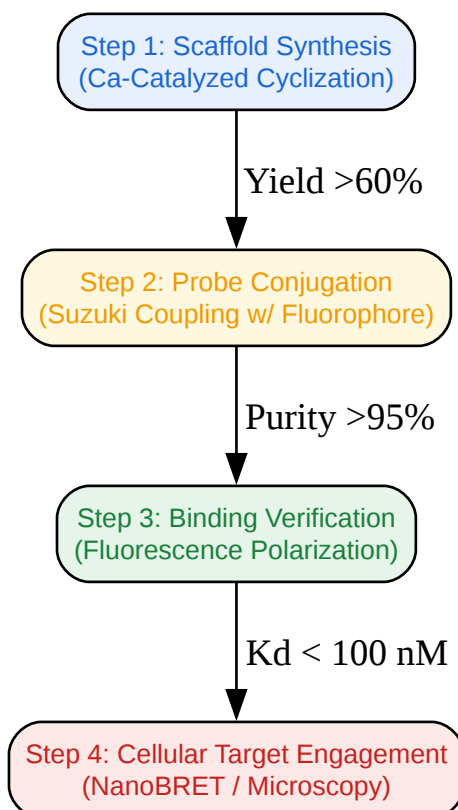 Step 1: Scaffold Synthesis
(Ca-Catalyzed Cyclization)
Yield >60%
Step 2: Probe Conjugation
(Suzuki Coupling w/ Fluorophore)
Purity >95%
Step 3: Binding Verification
(Fluorescence Polarization)
Kd < 100 nM
Step 4: Cellular Target Engagement
(NanoBRET / Microscopy)